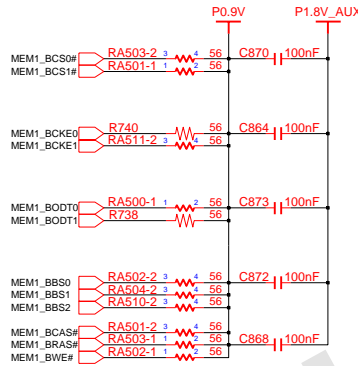 P0.9V P1.8V_AUX
MEM1_BCS0# RA503-2 3 4 56 C870 100nF
MEM1_BCS1# RA501-1 1 2 56
MEM1_BCKE0 R740 56 C864 100nF
MEM1_BCKE1 RA511-2 3 4 56
MEM1_BODT0 RA500-1 1 2 56 C873 100nF
MEM1_BODT1 R738 56
MEM1_BBS0 RA502-2 3 4 56 C872 100nF
MEM1_BBS1 RA504-2 3 4 56
MEM1_BBS2 RA510-2 3 4 56
MEM1_BCAS# RA501-2 3 4 56
MEM1_BRAS# RA503-1 1 2 56 C868 100nF
MEM1_BWE# RA502-1 1 2 56